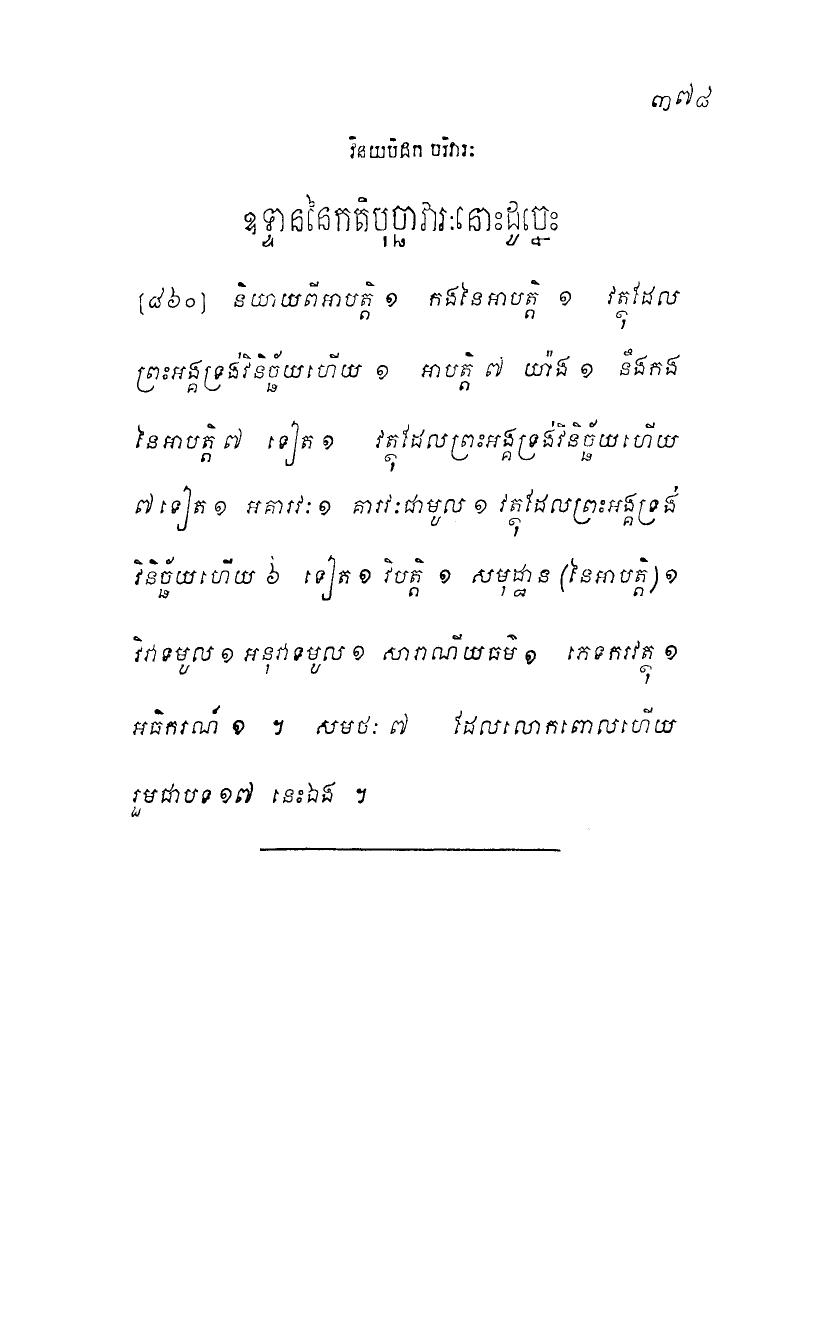 ៣៧៨
វិនយបិដក បរិវារៈ
ឧទ្ទាននៃកតិបុច្ឆាវារៈនោះដូច្នេះ
[៨៦០] និយាយពីអាបត្តិ ១ កងនៃអាបត្តិ ១ វត្ថុដែល
ព្រះអង្គទ្រង់វិនិច្ឆ័យហើយ ១ អាបត្តិ ៧ យ៉ាង ១ នឹងកង
នៃអាបត្តិ ៧ ទៀត ១ វត្ថុដែលព្រះអង្គទ្រង់វិនិច្ឆ័យហើយ
៧ ទៀត ១ អគារវៈ ១ គារវៈជាមូល ១ វត្ថុដែលព្រះអង្គទ្រង់
វិនិច្ឆ័យហើយ ៦ ទៀត ១ វិបត្តិ ១ សមុដ្ឋាន (នៃអាបត្តិ) ១
វិវាទមូល ១ អនុវាទមូល ១ សារាណីយធម៌ ១ ភេទករវត្ថុ ១
អធិករណ៍ ១ ។ សមថៈ ៧ ដែលលោកពោលហើយ
រួមជាបទ ១៧ នេះឯង ។